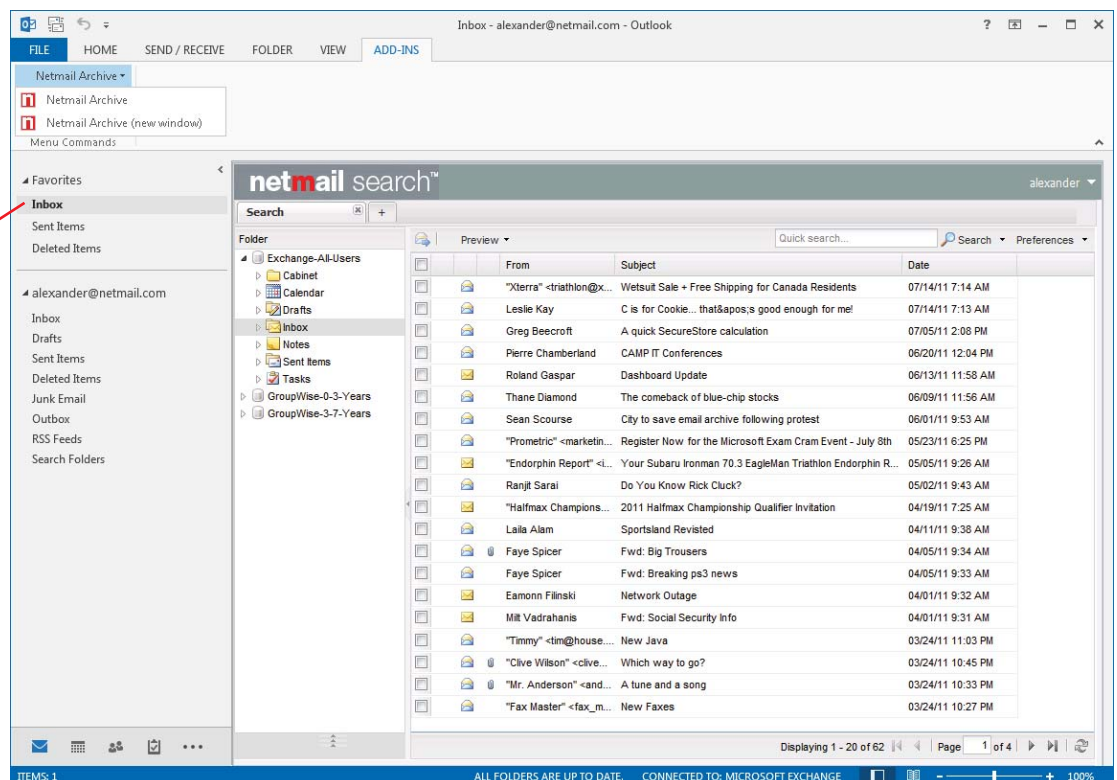 Inbox - alexander@netmail.com - Outlook
FILE HOME SEND / RECEIVE FOLDER VIEW ADD-INS
Netmail Archive
Netmail Archive
Netmail Archive (new window)
Menu Commands
Favorites
Inbox
Sent Items
Deleted Items
alexander@netmail.com
Inbox
Drafts
Sent Items
Deleted Items
Junk Email
Outbox
RSS Feeds
Search Folders
netmail search™ alexander
Search +
Folder
Exchange-All-Users
Cabinet
Calendar
Drafts
Inbox
Notes
Sent Items
Tasks
GroupWise-0-3-Years
GroupWise-3-7-Years
Preview Quick search... Search Preferences
From Subject Date
"Xterra" <triathlon@x... Wetsuit Sale + Free Shipping for Canada Residents 07/14/11 7:14 AM
Leslie Kay C is for Cookie... that&apos;s good enough for me! 07/14/11 7:13 AM
Greg Beecroft A quick SecureStore calculation 07/05/11 2:08 PM
Pierre Chamberland CAMP IT Conferences 06/20/11 12:04 PM
Roland Gaspar Dashboard Update 06/13/11 11:58 AM
Thane Diamond The comeback of blue-chip stocks 06/09/11 11:56 AM
Sean Scourse City to save email archive following protest 06/01/11 9:53 AM
"Prometric" <marketin... Register Now for the Microsoft Exam Cram Event - July 8th 05/23/11 6:25 PM
"Endorphin Report" <i... Your Subaru Ironman 70.3 EagleMan Triathlon Endorphin R... 05/05/11 9:26 AM
Ranjit Sarai Do You Know Rick Cluck? 05/02/11 9:43 AM
"Halfmax Champions... 2011 Halfmax Championship Qualifier Invitation 04/19/11 7:25 AM
Laila Alam Sportsland Revisted 04/11/11 9:38 AM
Faye Spicer Fwd: Big Trousers 04/05/11 9:34 AM
Faye Spicer Fwd: Breaking ps3 news 04/05/11 9:33 AM
Eamonn Filinski Network Outage 04/01/11 9:32 AM
Milt Vadrahanis Fwd: Social Security Info 04/01/11 9:31 AM
"Timmy" <tim@house.... New Java 03/24/11 11:03 PM
"Clive Wilson" <clive... Which way to go? 03/24/11 10:45 PM
"Mr. Anderson" <and... A tune and a song 03/24/11 10:33 PM
"Fax Master" <fax_m... New Faxes 03/24/11 10:27 PM
Displaying 1 - 20 of 62 Page 1 of 4
ITEMS: 1 ALL FOLDERS ARE UP TO DATE. CONNECTED TO: MICROSOFT EXCHANGE 100%